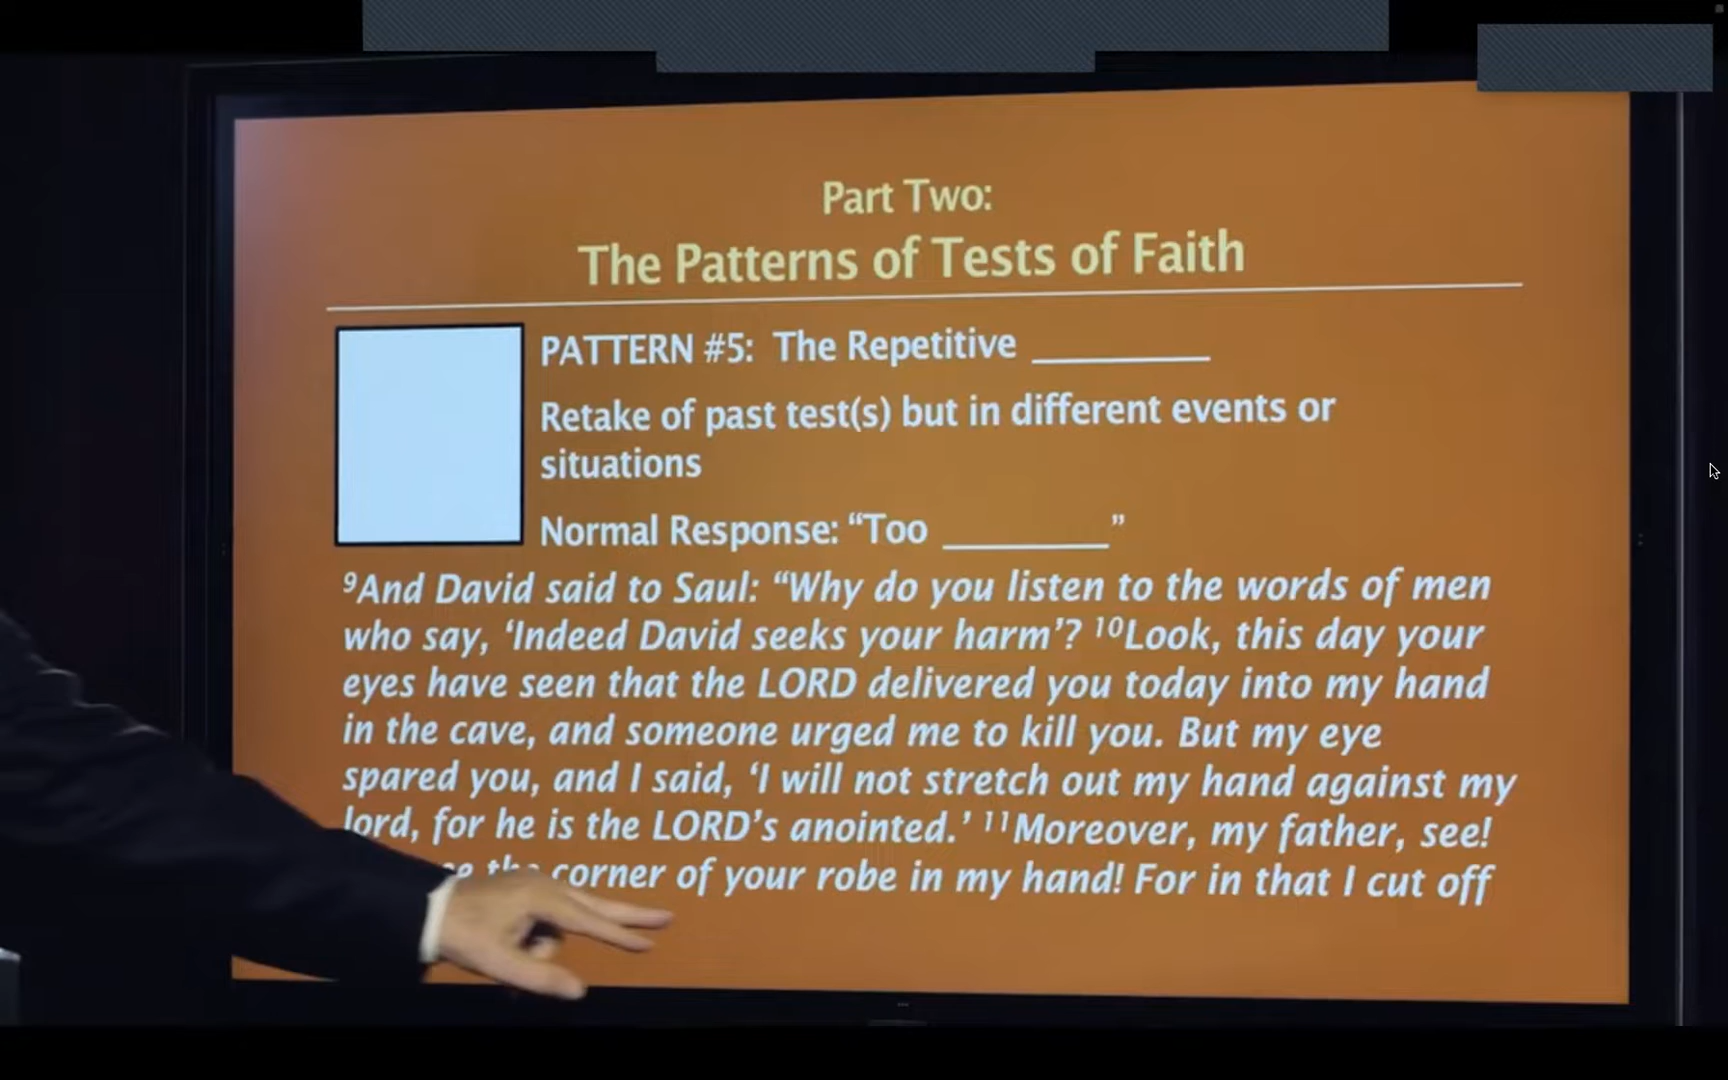 Part Two:
The Patterns of Tests of Faith
PATTERN #5: The Repetitive __________
Retake of past test(s) but in different events or
situations
Normal Response: “Too _________”
⁹And David said to Saul: “Why do you listen to the words of men
who say, ‘Indeed David seeks your harm’? ¹⁰Look, this day your
eyes have seen that the LORD delivered you today into my hand
in the cave, and someone urged me to kill you. But my eye
spared you, and I said, ‘I will not stretch out my hand against my
lord, for he is the LORD’s anointed.’ ¹¹Moreover, my father, see!
the corner of your robe in my hand! For in that I cut off